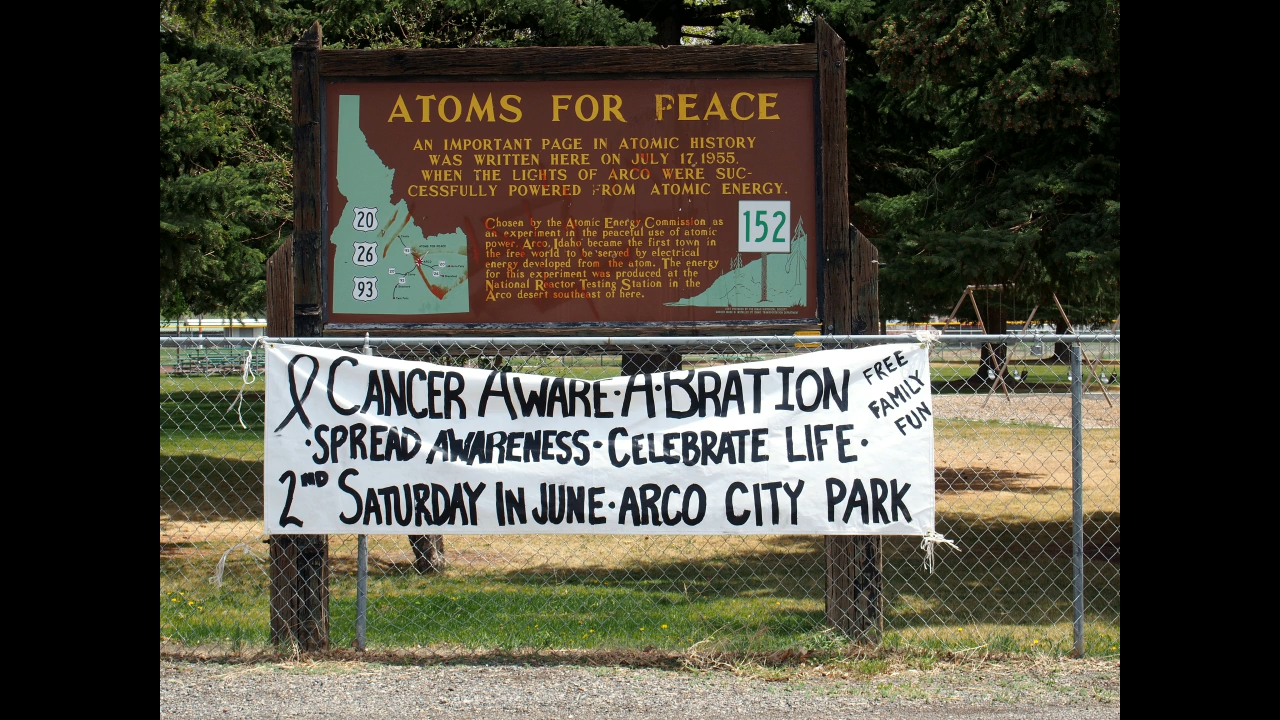 ATOMS FOR PEACE
AN IMPORTANT PAGE IN ATOMIC HISTORY
WAS WRITTEN HERE ON JULY 17, 1955,
WHEN THE LIGHTS OF ARCO WERE SUC-
CESSFULLY POWERED FROM ATOMIC ENERGY.
20
26
93
152
Chosen by the Atomic Energy Commission as
an experiment in the peaceful use of atomic
power, Arco, Idaho became the first town in
the free world to be served by electrical
energy developed from the atom. The energy
for this experiment was produced at the
National Reactor Testing Station in the
Arco desert southeast of here.
CANCER AWARE·A·BRATION
FREE
FAMILY
FUN
·SPREAD AWARENESS·CELEBRATE LIFE·
2ND SATURDAY IN JUNE·ARCO CITY PARK